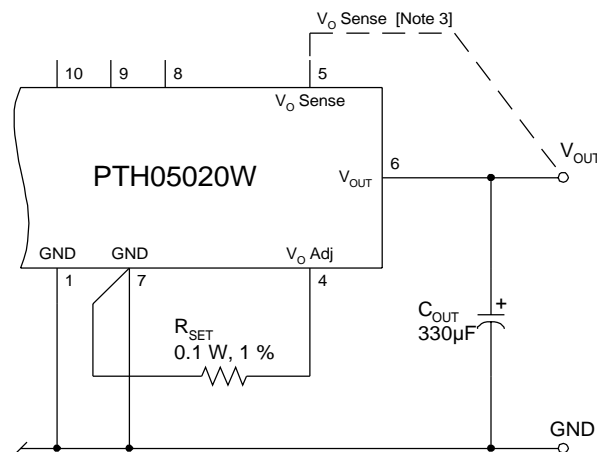 V_O Sense [Note 3]
10 9 8 5
V_O Sense
V_OUT
PTH05020W
6
V_OUT
GND GND V_O Adj
1 7 4
R_SET
0.1 W, 1 %
C_OUT
330µF
+
GND